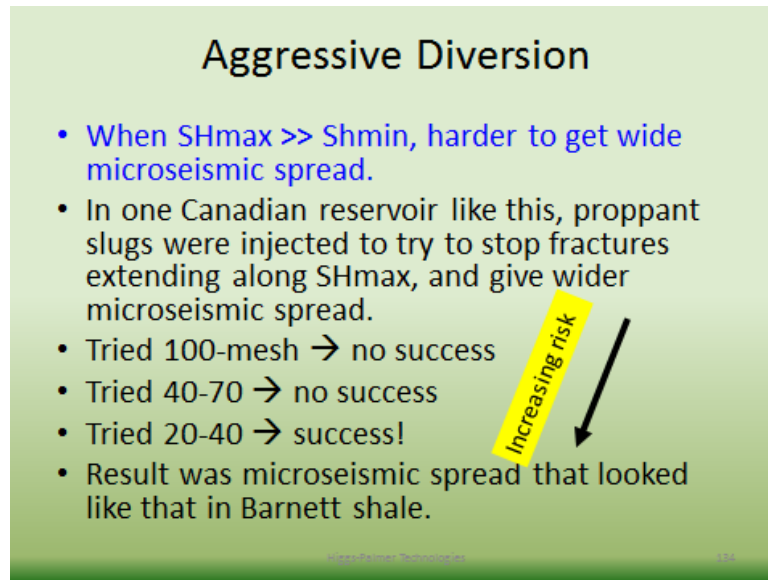 Aggressive Diversion
• When SHmax >> Shmin, harder to get wide
microseismic spread.
• In one Canadian reservoir like this, proppant
slugs were injected to try to stop fractures
extending along SHmax, and give wider
microseismic spread.
• Tried 100-mesh → no success
• Tried 40-70 → no success
• Tried 20-40 → success!
Increasing risk
• Result was microseismic spread that looked
like that in Barnett shale.
Higgs-Palmer Technologies
134